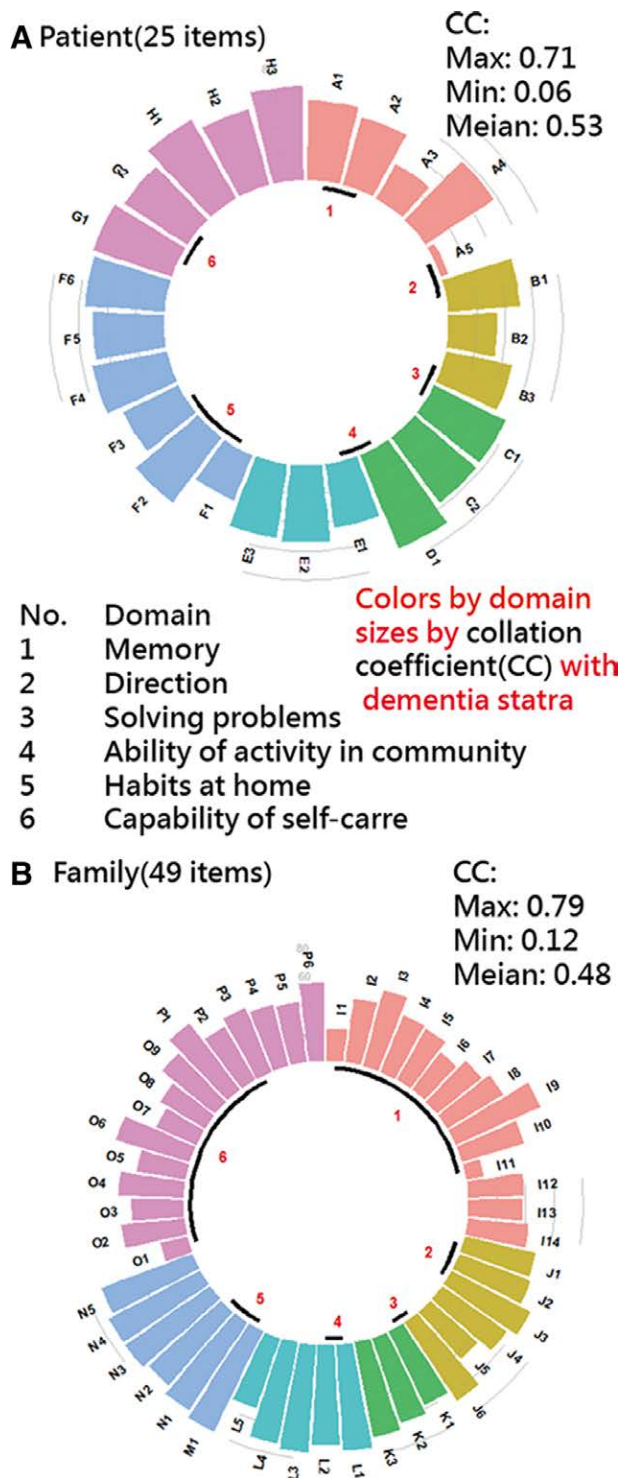 A Patient(25 items)
CC:
Max: 0.71
Min: 0.06
Meian: 0.53
H3
A1
A2
A3
A4
A5
B1
B2
B3
C1
C2
D1
E1
E2
E3
F1
F2
F3
F4
F5
F6
G1
H1
H2
1
2
3
4
5
6
No. Domain
1 Memory
2 Direction
3 Solving problems
4 Ability of activity in community
5 Habits at home
6 Capability of self-carre
Colors by domain
sizes by collation
coefficient(CC) with
dementia statra
B Family(49 items)
CC:
Max: 0.79
Min: 0.12
Meian: 0.48
80
60
P6
I1
I2
I3
I4
I5
I6
I7
I8
I9
I10
I11
I12
I13
I14
J1
J2
J3
J4
J5
J6
K1
K2
K3
L1
L2
L3
L4
L5
M1
N1
N2
N3
N4
N5
O1
O2
O3
O4
O5
O6
O7
O8
O9
P1
P2
P3
P4
P5
1
2
3
4
5
6